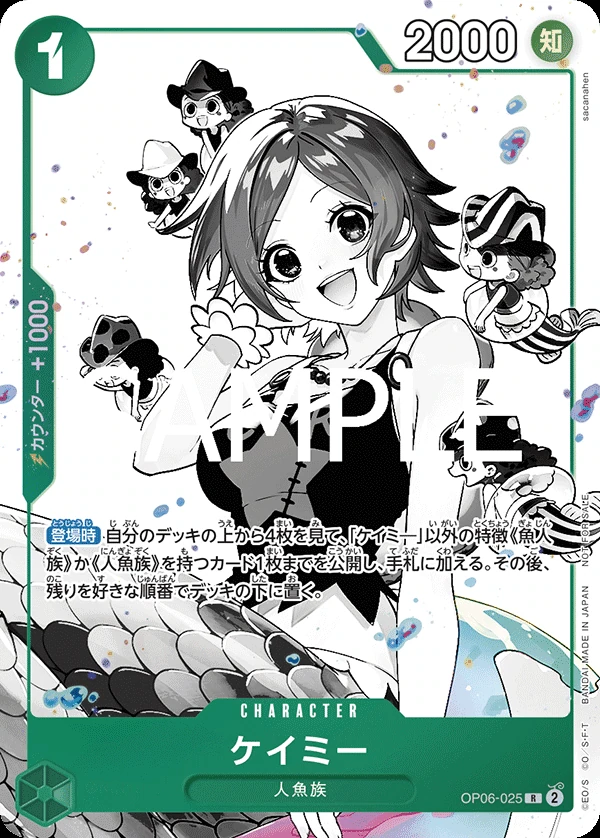 1
2000
知
sacanahen
カウンター +1000
SAMPLE
登場時 自分のデッキの上から4枚を見て、「ケイミー」以外の特徴《魚人
族》か《人魚族》を持つカード1枚までを公開し、手札に加える。その後、
残りを好きな順番でデッキの下に置く。
NOT FOR SALE
BANDAI,MADE IN JAPAN
©E/S ©O／S・F・T
CHARACTER
ケイミー
人魚族
OP06-025 R 2